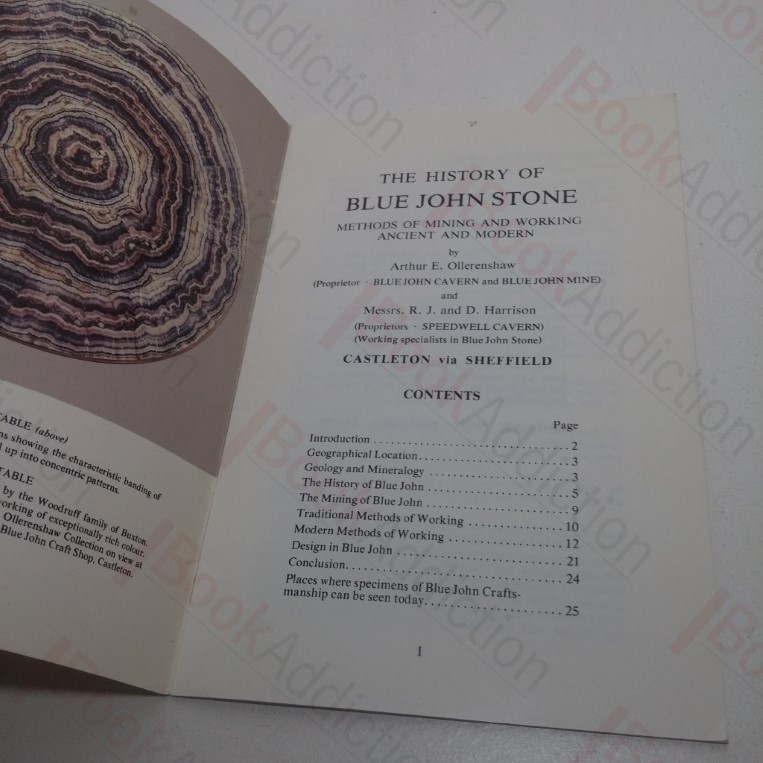 TABLE (above)
showing the characteristic banding of
up into concentric patterns.
TABLE
by the Woodruff family of Buxton.
working of exceptionally rich colour.
Ollerenshaw Collection on view at
Blue John Craft Shop, Castleton.
THE HISTORY OF
BLUE JOHN STONE
METHODS OF MINING AND WORKING
ANCIENT AND MODERN
by
Arthur E. Ollerenshaw
(Proprietor - BLUE JOHN CAVERN and BLUE JOHN MINE)
and
Messrs. R. J. and D. Harrison
(Proprietors - SPEEDWELL CAVERN)
(Working specialists in Blue John Stone)
CASTLETON via SHEFFIELD
CONTENTS
Page
Introduction 2
Geographical Location 3
Geology and Mineralogy 3
The History of Blue John 5
The Mining of Blue John 9
Traditional Methods of Working 10
Modern Methods of Working 12
Design in Blue John 21
Conclusion 24
Places where specimens of Blue John Crafts-
manship can be seen today 25
1
BookAddiction